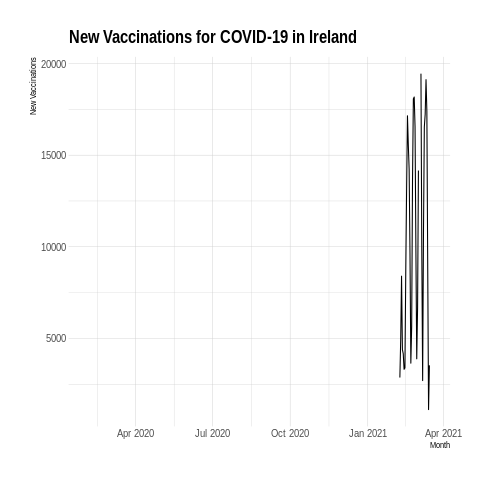 New Vaccinations for COVID-19 in Ireland
New Vaccinations
20000
15000
10000
5000
Apr 2020 Jul 2020 Oct 2020 Jan 2021 Apr 2021
Month